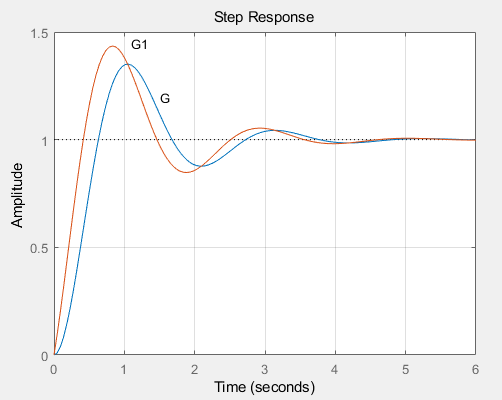 Step Response
G1
G
1.5
1
0.5
0
0 1 2 3 4 5 6
Amplitude
Time (seconds)